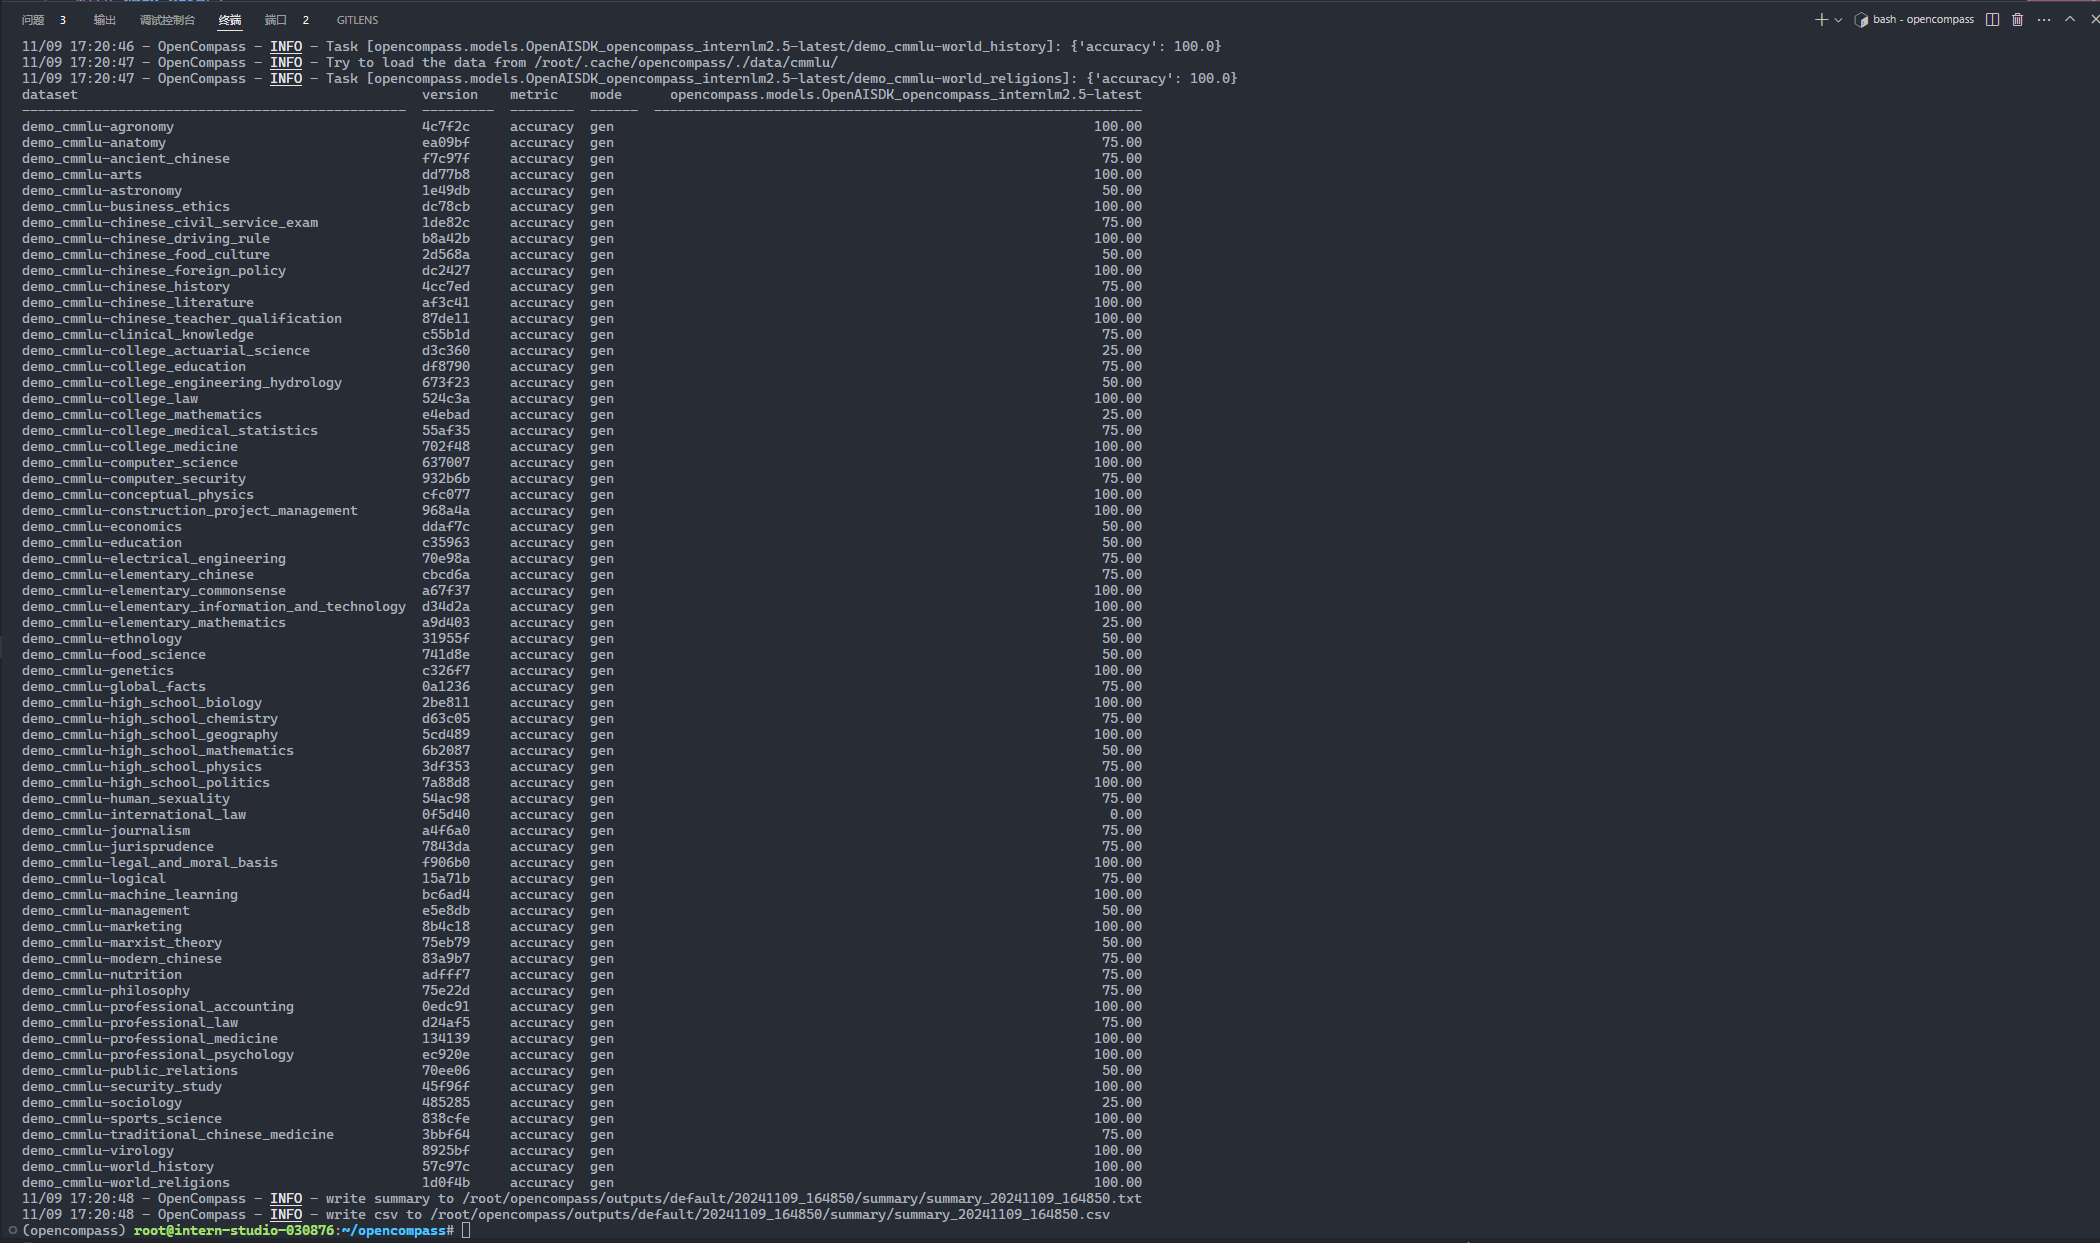 问题 3 输出 调试控制台 终端 端口 2 GITLENS bash - opencompass
11/09 17:20:46 - OpenCompass - INFO - Task [opencompass.models.OpenAISDK_opencompass_internlm2.5-latest/demo_cmmlu-world_history]: {'accuracy': 100.0}
11/09 17:20:47 - OpenCompass - INFO - Try to load the data from /root/.cache/opencompass/./data/cmmlu/
11/09 17:20:47 - OpenCompass - INFO - Task [opencompass.models.OpenAISDK_opencompass_internlm2.5-latest/demo_cmmlu-world_religions]: {'accuracy': 100.0}
dataset version metric mode opencompass.models.OpenAISDK_opencompass_internlm2.5-latest
demo_cmmlu-agronomy 4c7f2c accuracy gen 100.00
demo_cmmlu-anatomy ea09bf accuracy gen 75.00
demo_cmmlu-ancient_chinese f7c97f accuracy gen 75.00
demo_cmmlu-arts dd77b8 accuracy gen 100.00
demo_cmmlu-astronomy 1e49db accuracy gen 50.00
demo_cmmlu-business_ethics dc78cb accuracy gen 100.00
demo_cmmlu-chinese_civil_service_exam 1de82c accuracy gen 75.00
demo_cmmlu-chinese_driving_rule b8a42b accuracy gen 100.00
demo_cmmlu-chinese_food_culture 2d568a accuracy gen 50.00
demo_cmmlu-chinese_foreign_policy dc2427 accuracy gen 100.00
demo_cmmlu-chinese_history 4cc7ed accuracy gen 75.00
demo_cmmlu-chinese_literature af3c41 accuracy gen 100.00
demo_cmmlu-chinese_teacher_qualification 87de11 accuracy gen 100.00
demo_cmmlu-clinical_knowledge c55b1d accuracy gen 75.00
demo_cmmlu-college_actuarial_science d3c360 accuracy gen 25.00
demo_cmmlu-college_education df8790 accuracy gen 75.00
demo_cmmlu-college_engineering_hydrology 673f23 accuracy gen 50.00
demo_cmmlu-college_law 524c3a accuracy gen 100.00
demo_cmmlu-college_mathematics e4ebad accuracy gen 25.00
demo_cmmlu-college_medical_statistics 55af35 accuracy gen 75.00
demo_cmmlu-college_medicine 702f48 accuracy gen 100.00
demo_cmmlu-computer_science 637007 accuracy gen 100.00
demo_cmmlu-computer_security 932b6b accuracy gen 75.00
demo_cmmlu-conceptual_physics cfc077 accuracy gen 100.00
demo_cmmlu-construction_project_management 968a4a accuracy gen 100.00
demo_cmmlu-economics ddaf7c accuracy gen 50.00
demo_cmmlu-education c35963 accuracy gen 50.00
demo_cmmlu-electrical_engineering 70e98a accuracy gen 75.00
demo_cmmlu-elementary_chinese cbcd6a accuracy gen 75.00
demo_cmmlu-elementary_commonsense a67f37 accuracy gen 100.00
demo_cmmlu-elementary_information_and_technology d34d2a accuracy gen 100.00
demo_cmmlu-elementary_mathematics a9d403 accuracy gen 25.00
demo_cmmlu-ethnology 31955f accuracy gen 50.00
demo_cmmlu-food_science 741d8e accuracy gen 50.00
demo_cmmlu-genetics c326f7 accuracy gen 100.00
demo_cmmlu-global_facts 0a1236 accuracy gen 75.00
demo_cmmlu-high_school_biology 2be811 accuracy gen 100.00
demo_cmmlu-high_school_chemistry d63c05 accuracy gen 75.00
demo_cmmlu-high_school_geography 5cd489 accuracy gen 100.00
demo_cmmlu-high_school_mathematics 6b2087 accuracy gen 50.00
demo_cmmlu-high_school_physics 3df353 accuracy gen 75.00
demo_cmmlu-high_school_politics 7a88d8 accuracy gen 100.00
demo_cmmlu-human_sexuality 54ac98 accuracy gen 75.00
demo_cmmlu-international_law 0f5d40 accuracy gen 0.00
demo_cmmlu-journalism a4f6a0 accuracy gen 75.00
demo_cmmlu-jurisprudence 7843da accuracy gen 75.00
demo_cmmlu-legal_and_moral_basis f906b0 accuracy gen 100.00
demo_cmmlu-logical 15a71b accuracy gen 75.00
demo_cmmlu-machine_learning bc6ad4 accuracy gen 100.00
demo_cmmlu-management e5e8db accuracy gen 50.00
demo_cmmlu-marketing 8b4c18 accuracy gen 100.00
demo_cmmlu-marxist_theory 75eb79 accuracy gen 50.00
demo_cmmlu-modern_chinese 83a9b7 accuracy gen 75.00
demo_cmmlu-nutrition adfff7 accuracy gen 75.00
demo_cmmlu-philosophy 75e22d accuracy gen 75.00
demo_cmmlu-professional_accounting 0edc91 accuracy gen 100.00
demo_cmmlu-professional_law d24af5 accuracy gen 75.00
demo_cmmlu-professional_medicine 134139 accuracy gen 100.00
demo_cmmlu-professional_psychology ec920e accuracy gen 100.00
demo_cmmlu-public_relations 70ee06 accuracy gen 50.00
demo_cmmlu-security_study 45f96f accuracy gen 100.00
demo_cmmlu-sociology 485285 accuracy gen 25.00
demo_cmmlu-sports_science 838cfe accuracy gen 100.00
demo_cmmlu-traditional_chinese_medicine 3bbf64 accuracy gen 75.00
demo_cmmlu-virology 8925bf accuracy gen 100.00
demo_cmmlu-world_history 57c97c accuracy gen 100.00
demo_cmmlu-world_religions 1d0f4b accuracy gen 100.00
11/09 17:20:48 - OpenCompass - INFO - write summary to /root/opencompass/outputs/default/20241109_164850/summary/summary_20241109_164850.txt
11/09 17:20:48 - OpenCompass - INFO - write csv to /root/opencompass/outputs/default/20241109_164850/summary/summary_20241109_164850.csv
(opencompass) root@intern-studio-030876:~/opencompass#